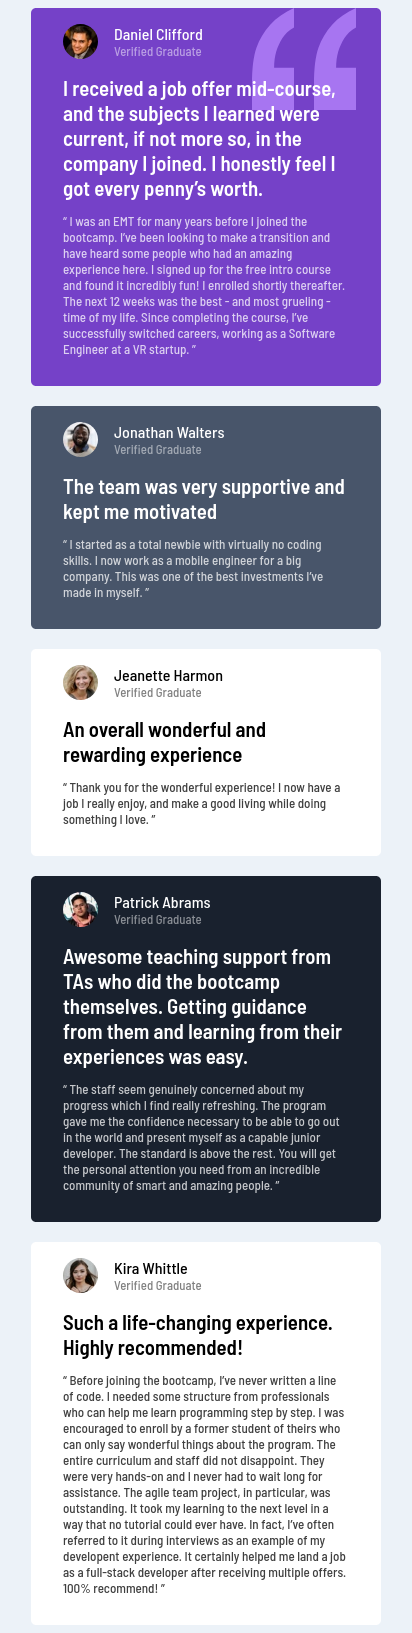 Daniel Clifford
Verified Graduate
I received a job offer mid-course,
and the subjects I learned were
current, if not more so, in the
company I joined. I honestly feel I
got every penny’s worth.
“ I was an EMT for many years before I joined the
bootcamp. I’ve been looking to make a transition and
have heard some people who had an amazing
experience here. I signed up for the free intro course
and found it incredibly fun! I enrolled shortly thereafter.
The next 12 weeks was the best - and most grueling -
time of my life. Since completing the course, I’ve
successfully switched careers, working as a Software
Engineer at a VR startup. ”
Jonathan Walters
Verified Graduate
The team was very supportive and
kept me motivated
“ I started as a total newbie with virtually no coding
skills. I now work as a mobile engineer for a big
company. This was one of the best investments I’ve
made in myself. ”
Jeanette Harmon
Verified Graduate
An overall wonderful and
rewarding experience
“ Thank you for the wonderful experience! I now have a
job I really enjoy, and make a good living while doing
something I love. ”
Patrick Abrams
Verified Graduate
Awesome teaching support from
TAs who did the bootcamp
themselves. Getting guidance
from them and learning from their
experiences was easy.
“ The staff seem genuinely concerned about my
progress which I find really refreshing. The program
gave me the confidence necessary to be able to go out
in the world and present myself as a capable junior
developer. The standard is above the rest. You will get
the personal attention you need from an incredible
community of smart and amazing people. ”
Kira Whittle
Verified Graduate
Such a life-changing experience.
Highly recommended!
“ Before joining the bootcamp, I’ve never written a line
of code. I needed some structure from professionals
who can help me learn programming step by step. I was
encouraged to enroll by a former student of theirs who
can only say wonderful things about the program. The
entire curriculum and staff did not disappoint. They
were very hands-on and I never had to wait long for
assistance. The agile team project, in particular, was
outstanding. It took my learning to the next level in a
way that no tutorial could ever have. In fact, I’ve often
referred to it during interviews as an example of my
developent experience. It certainly helped me land a job
as a full-stack developer after receiving multiple offers.
100% recommend! ”